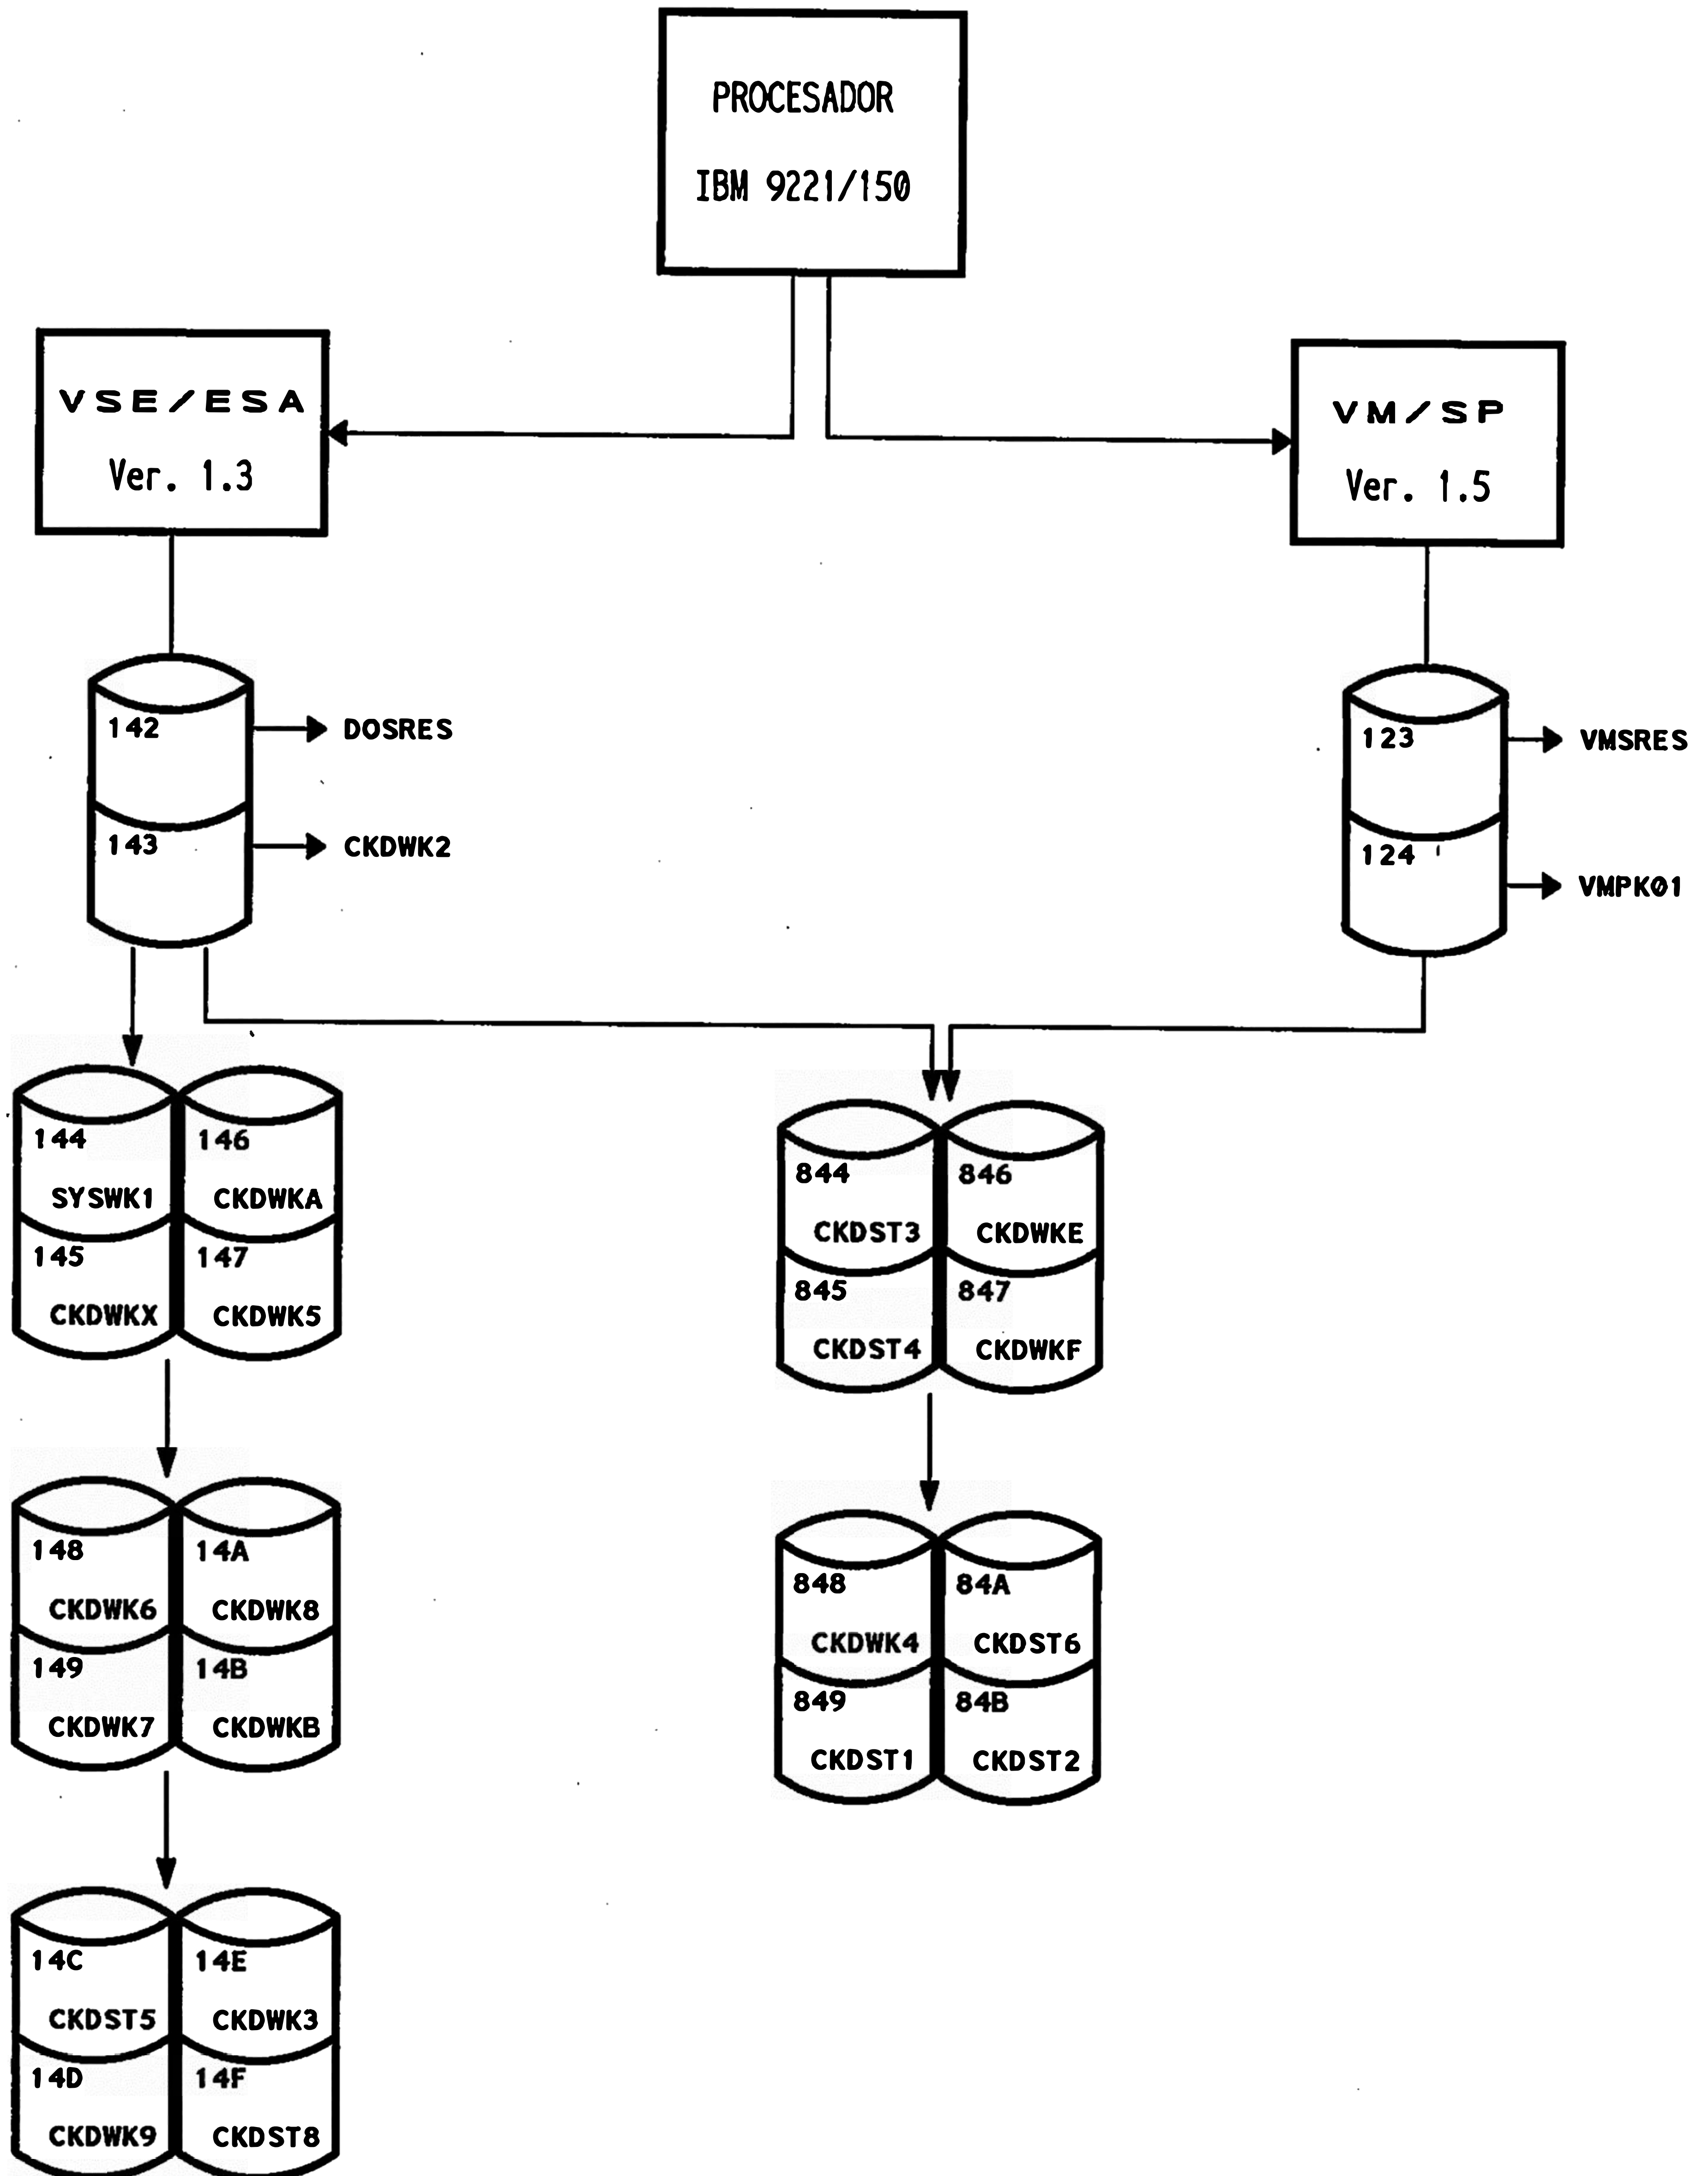 PROCESADOR
IBM 9221/150
VSE/ESA
Ver. 1.3
VM/SP
Ver. 1.5
142
DOSRES
143
CKDWK2
123
VMSRES
124
VMPK01
144
SYSWK1
146
CKDWKA
145
CKDWKX
147
CKDWK5
844
CKDST3
846
CKDWKE
845
CKDST4
847
CKDWKF
148
CKDWK6
14A
CKDWK8
149
CKDWK7
14B
CKDWKB
848
CKDWK4
84A
CKDST6
849
CKDST1
84B
CKDST2
14C
CKDST5
14E
CKDWK3
14D
CKDWK9
14F
CKDST8